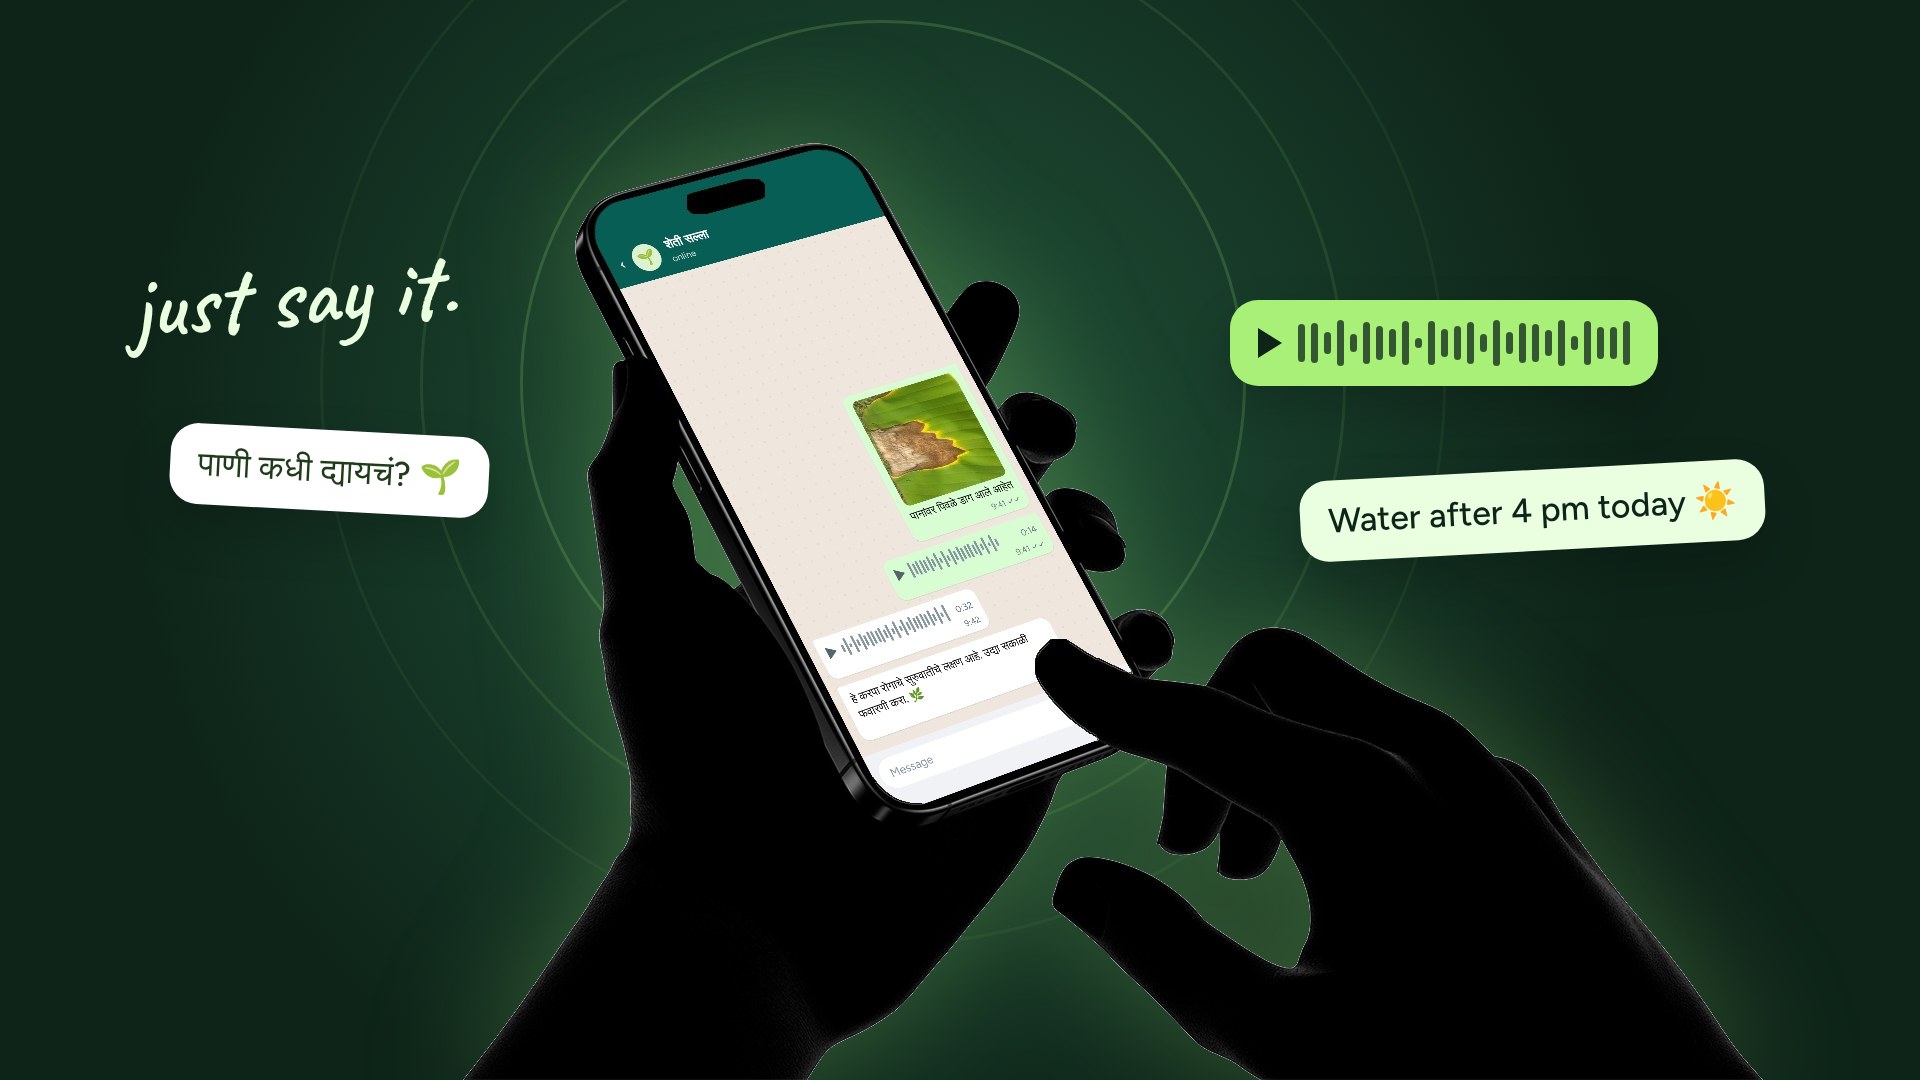 just say it.
पाणी कधी द्यायचं? 🌱
शेती सल्ला
online
पानांवर पिवळे डाग आले आहेत
9:41
0:14
9:41
0:32
9:42
हे करपा रोगाचे सुरुवातीचे लक्षण आहे. उद्या सकाळी
फवारणी करा. 🌿
Message
Water after 4 pm today ☀️